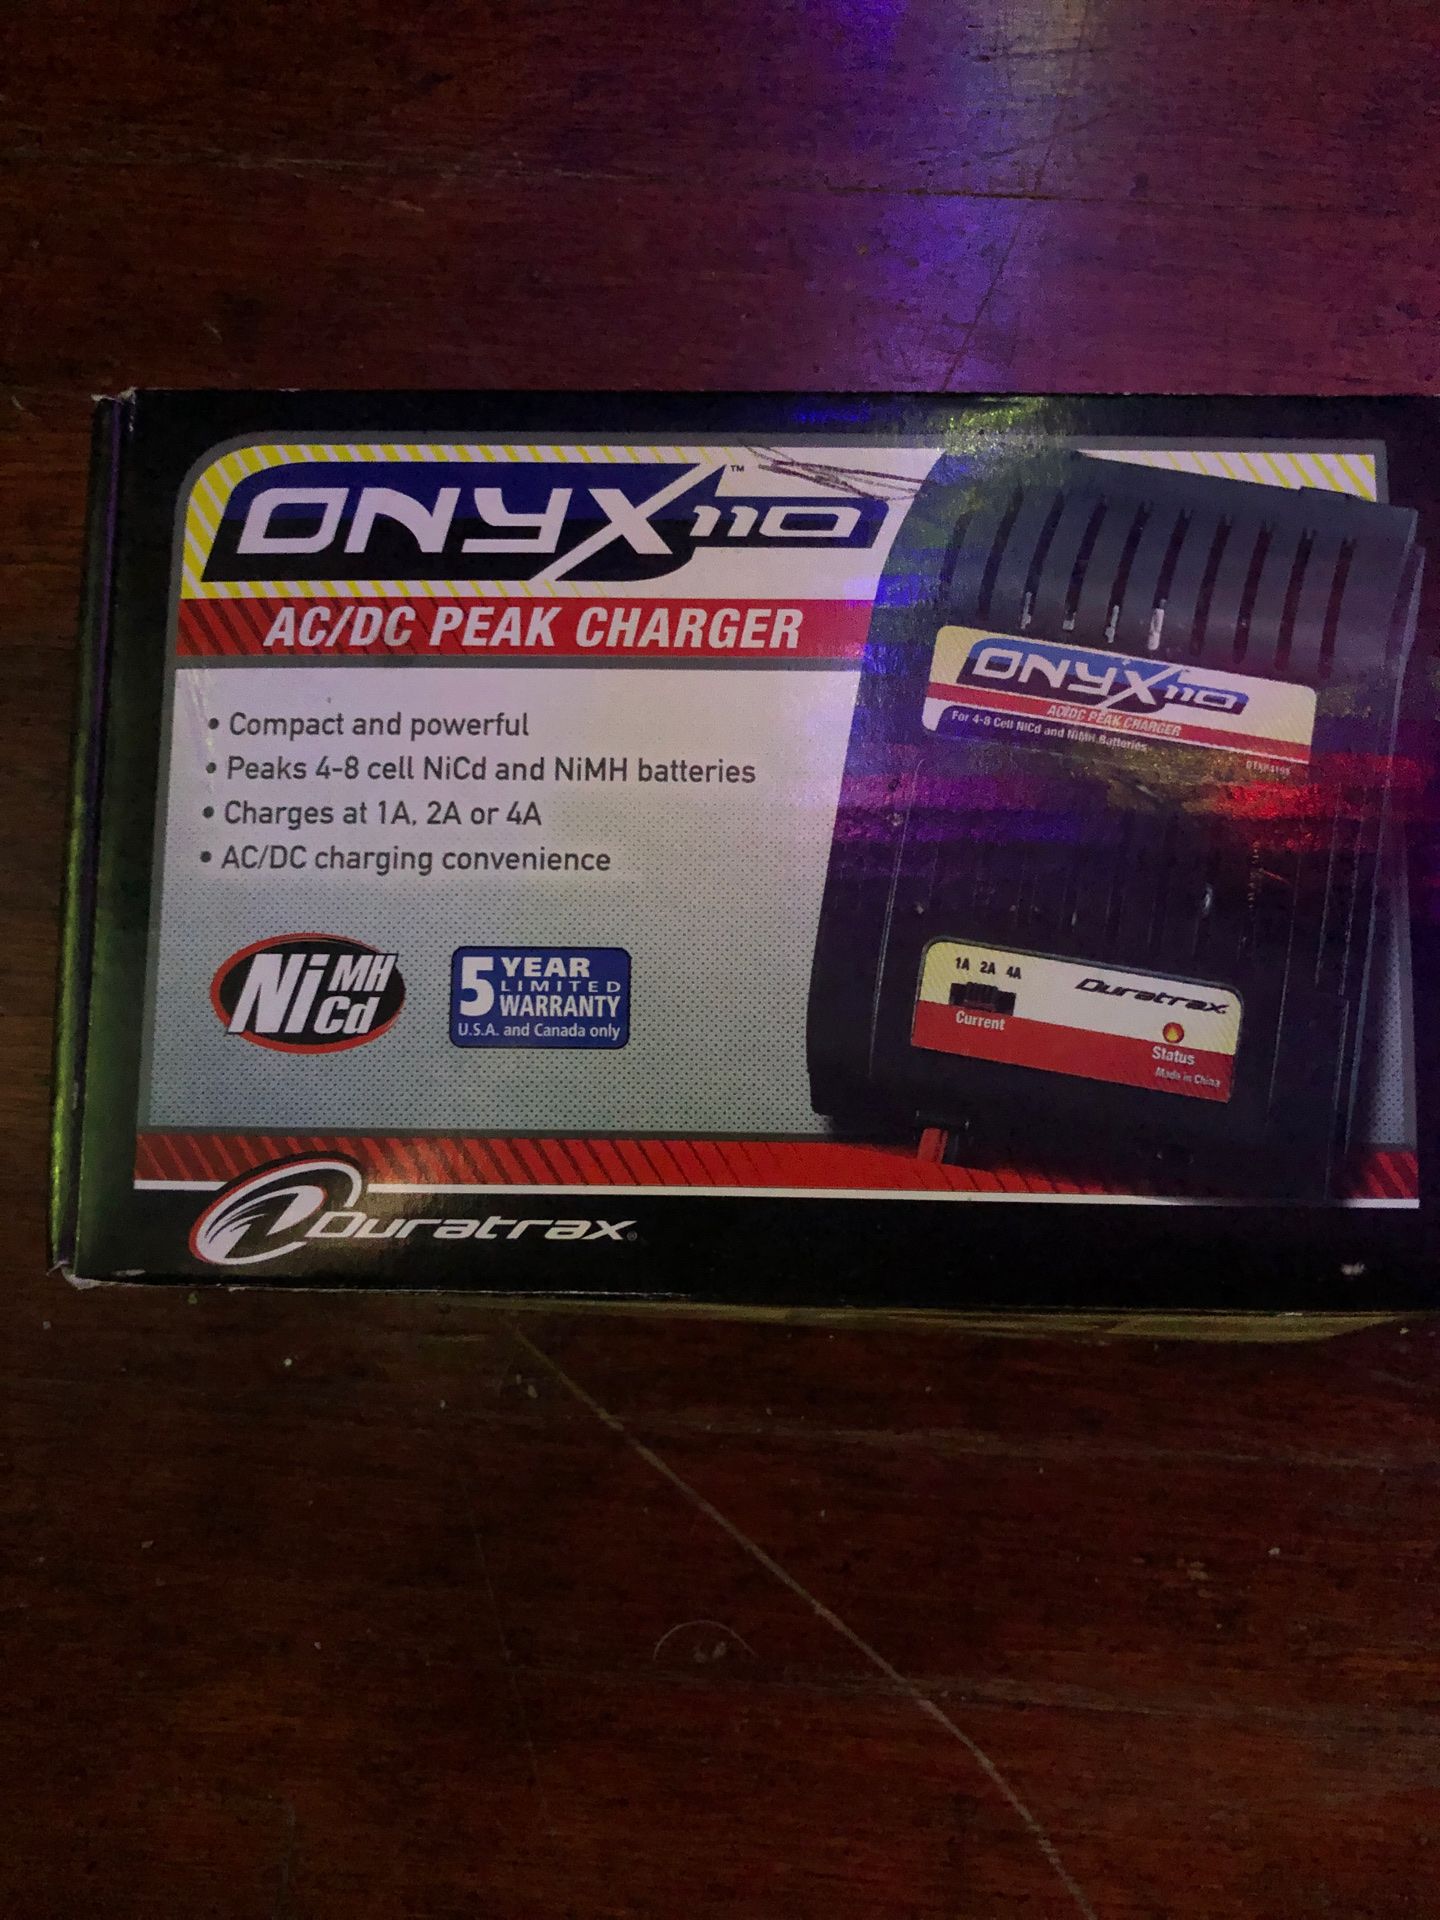 ONYX 110™
AC/DC PEAK CHARGER
• Compact and powerful
• Peaks 4-8 cell NiCd and NiMH batteries
• Charges at 1A, 2A or 4A
• AC/DC charging convenience
Ni MH Cd
5 YEAR
LIMITED
WARRANTY
U.S.A. and Canada only
ONYX 110
AC/DC PEAK CHARGER
For 4-8 Cell NiCd and NiMH Batteries
1A 2A 4A
Duratrax
Current
Status
Made in China
Duratrax®